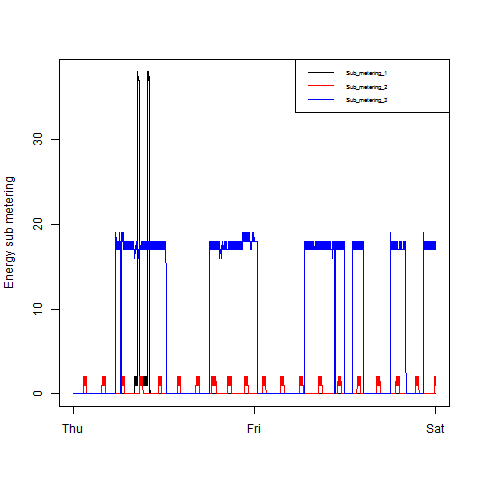 Sub_metering_1
Sub_metering_2
Sub_metering_3
Energy sub metering
30
20
10
0
Thu Fri Sat